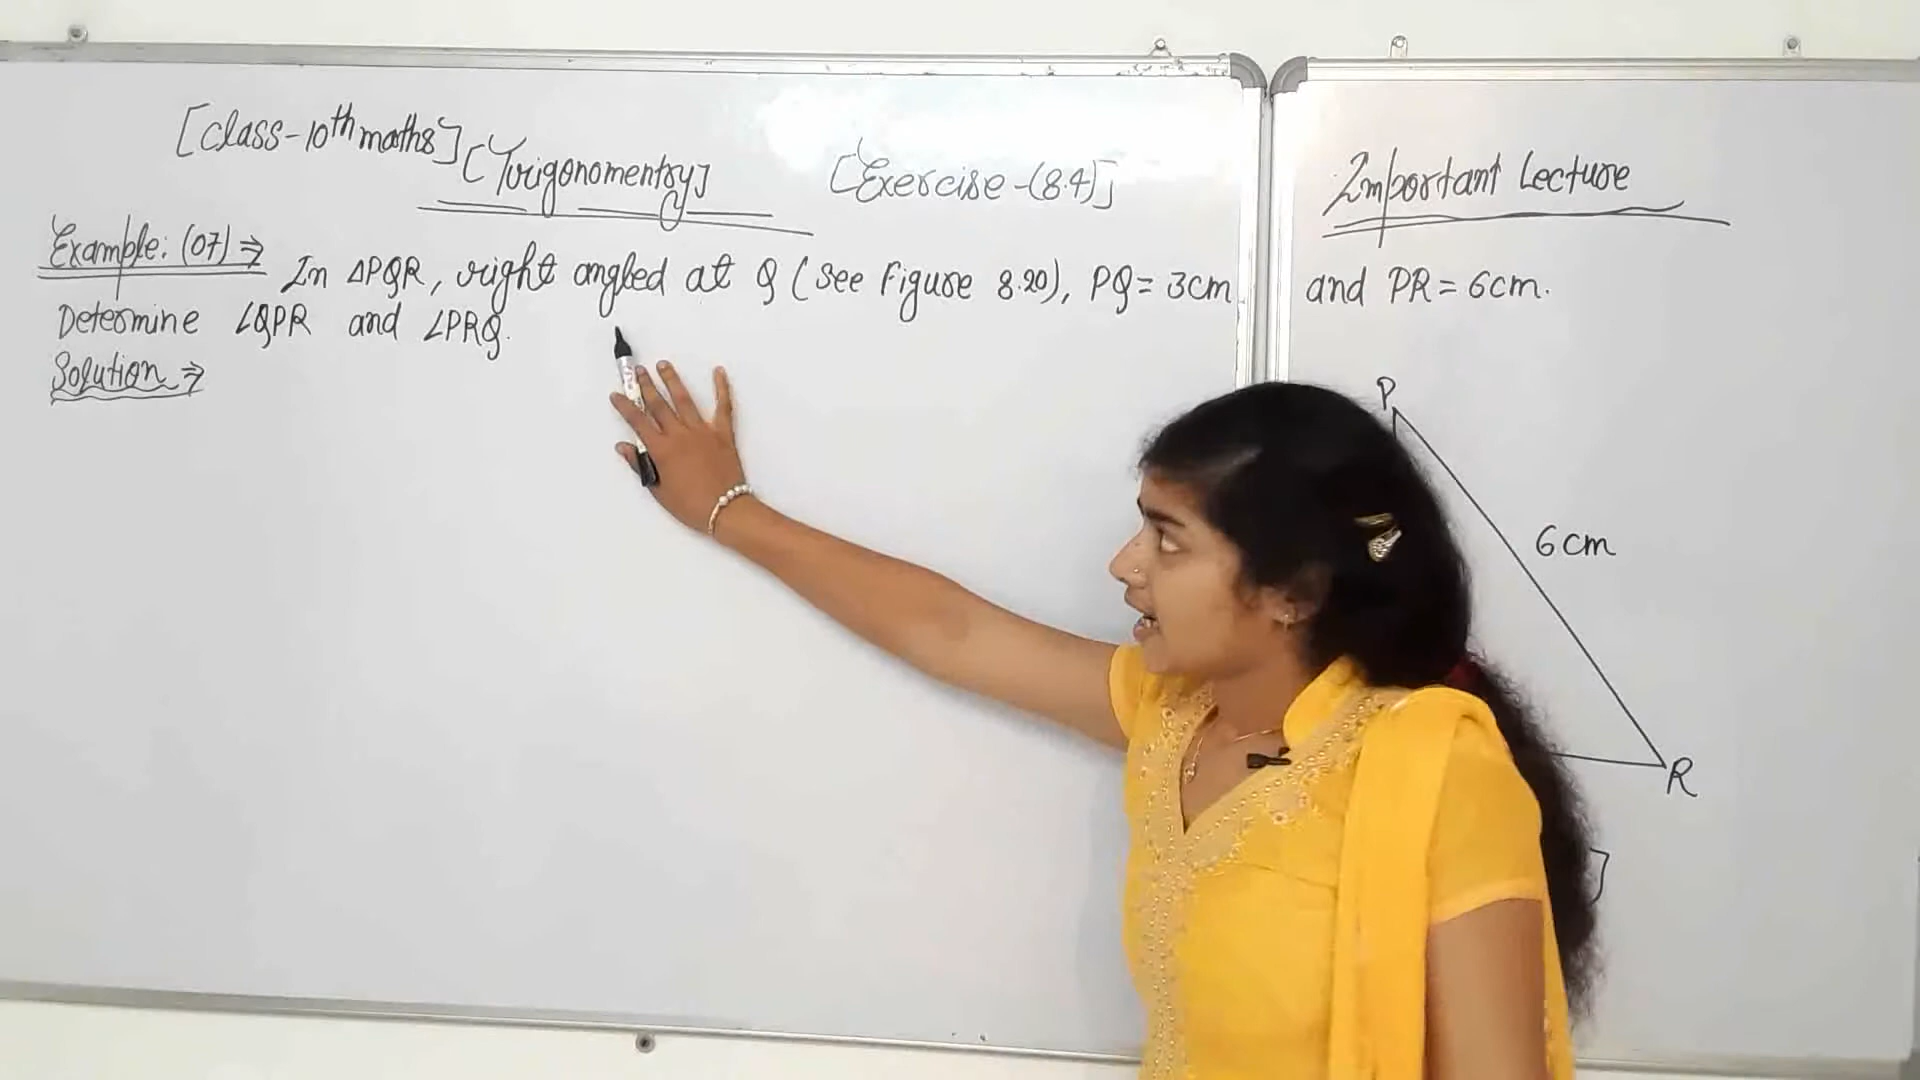 [Class-10th maths] [Trigonomentry] [Exercise-(8.4)] Important Lecture
Example: (07) ⇒ In ΔPQR, right angled at Q (see Figure 8.20), PQ = 3cm and PR = 6cm.
Determine ∠QPR and ∠PRQ.
Solution ⇒
P
6cm
R
]